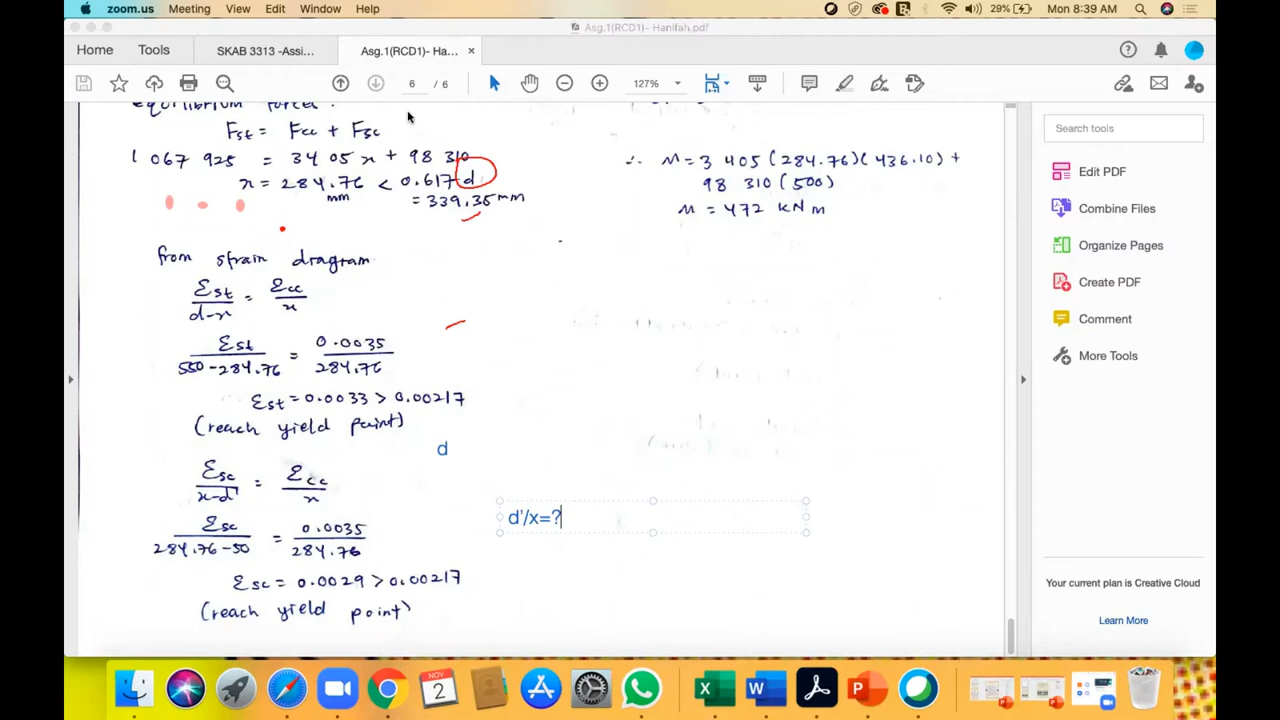 zoom.us Meeting View Edit Window Help 29% Mon 8:39 AM
Asg.1(RCD1)- Hanifah.pdf
Home Tools SKAB 3313 -Assi... Asg.1(RCD1)- Ha... ×
6 / 6 127%
equilibrium forces :
Fst = Fcc + Fsc
1 067 925 = 3405x + 98 310
x = 284.76 < 0.617 d
mm = 339.35 mm
from strain diagram
εst / d-x = εcc / x
εst / 550-284.76 = 0.0035 / 284.76
εst = 0.0033 > 0.00217
(reach yield point)
d
εsc / x-d' = εcc / x
εsc / 284.76-50 = 0.0035 / 284.76
εsc = 0.0029 > 0.00217
(reach yield point)
∴ M = 3 405 (284.76)(436.10) +
98 310 (500)
M = 472 kN m
d'/x=?
Search tools
Edit PDF
Combine Files
Organize Pages
Create PDF
Comment
More Tools
Your current plan is Creative Cloud
Learn More
NOV
2